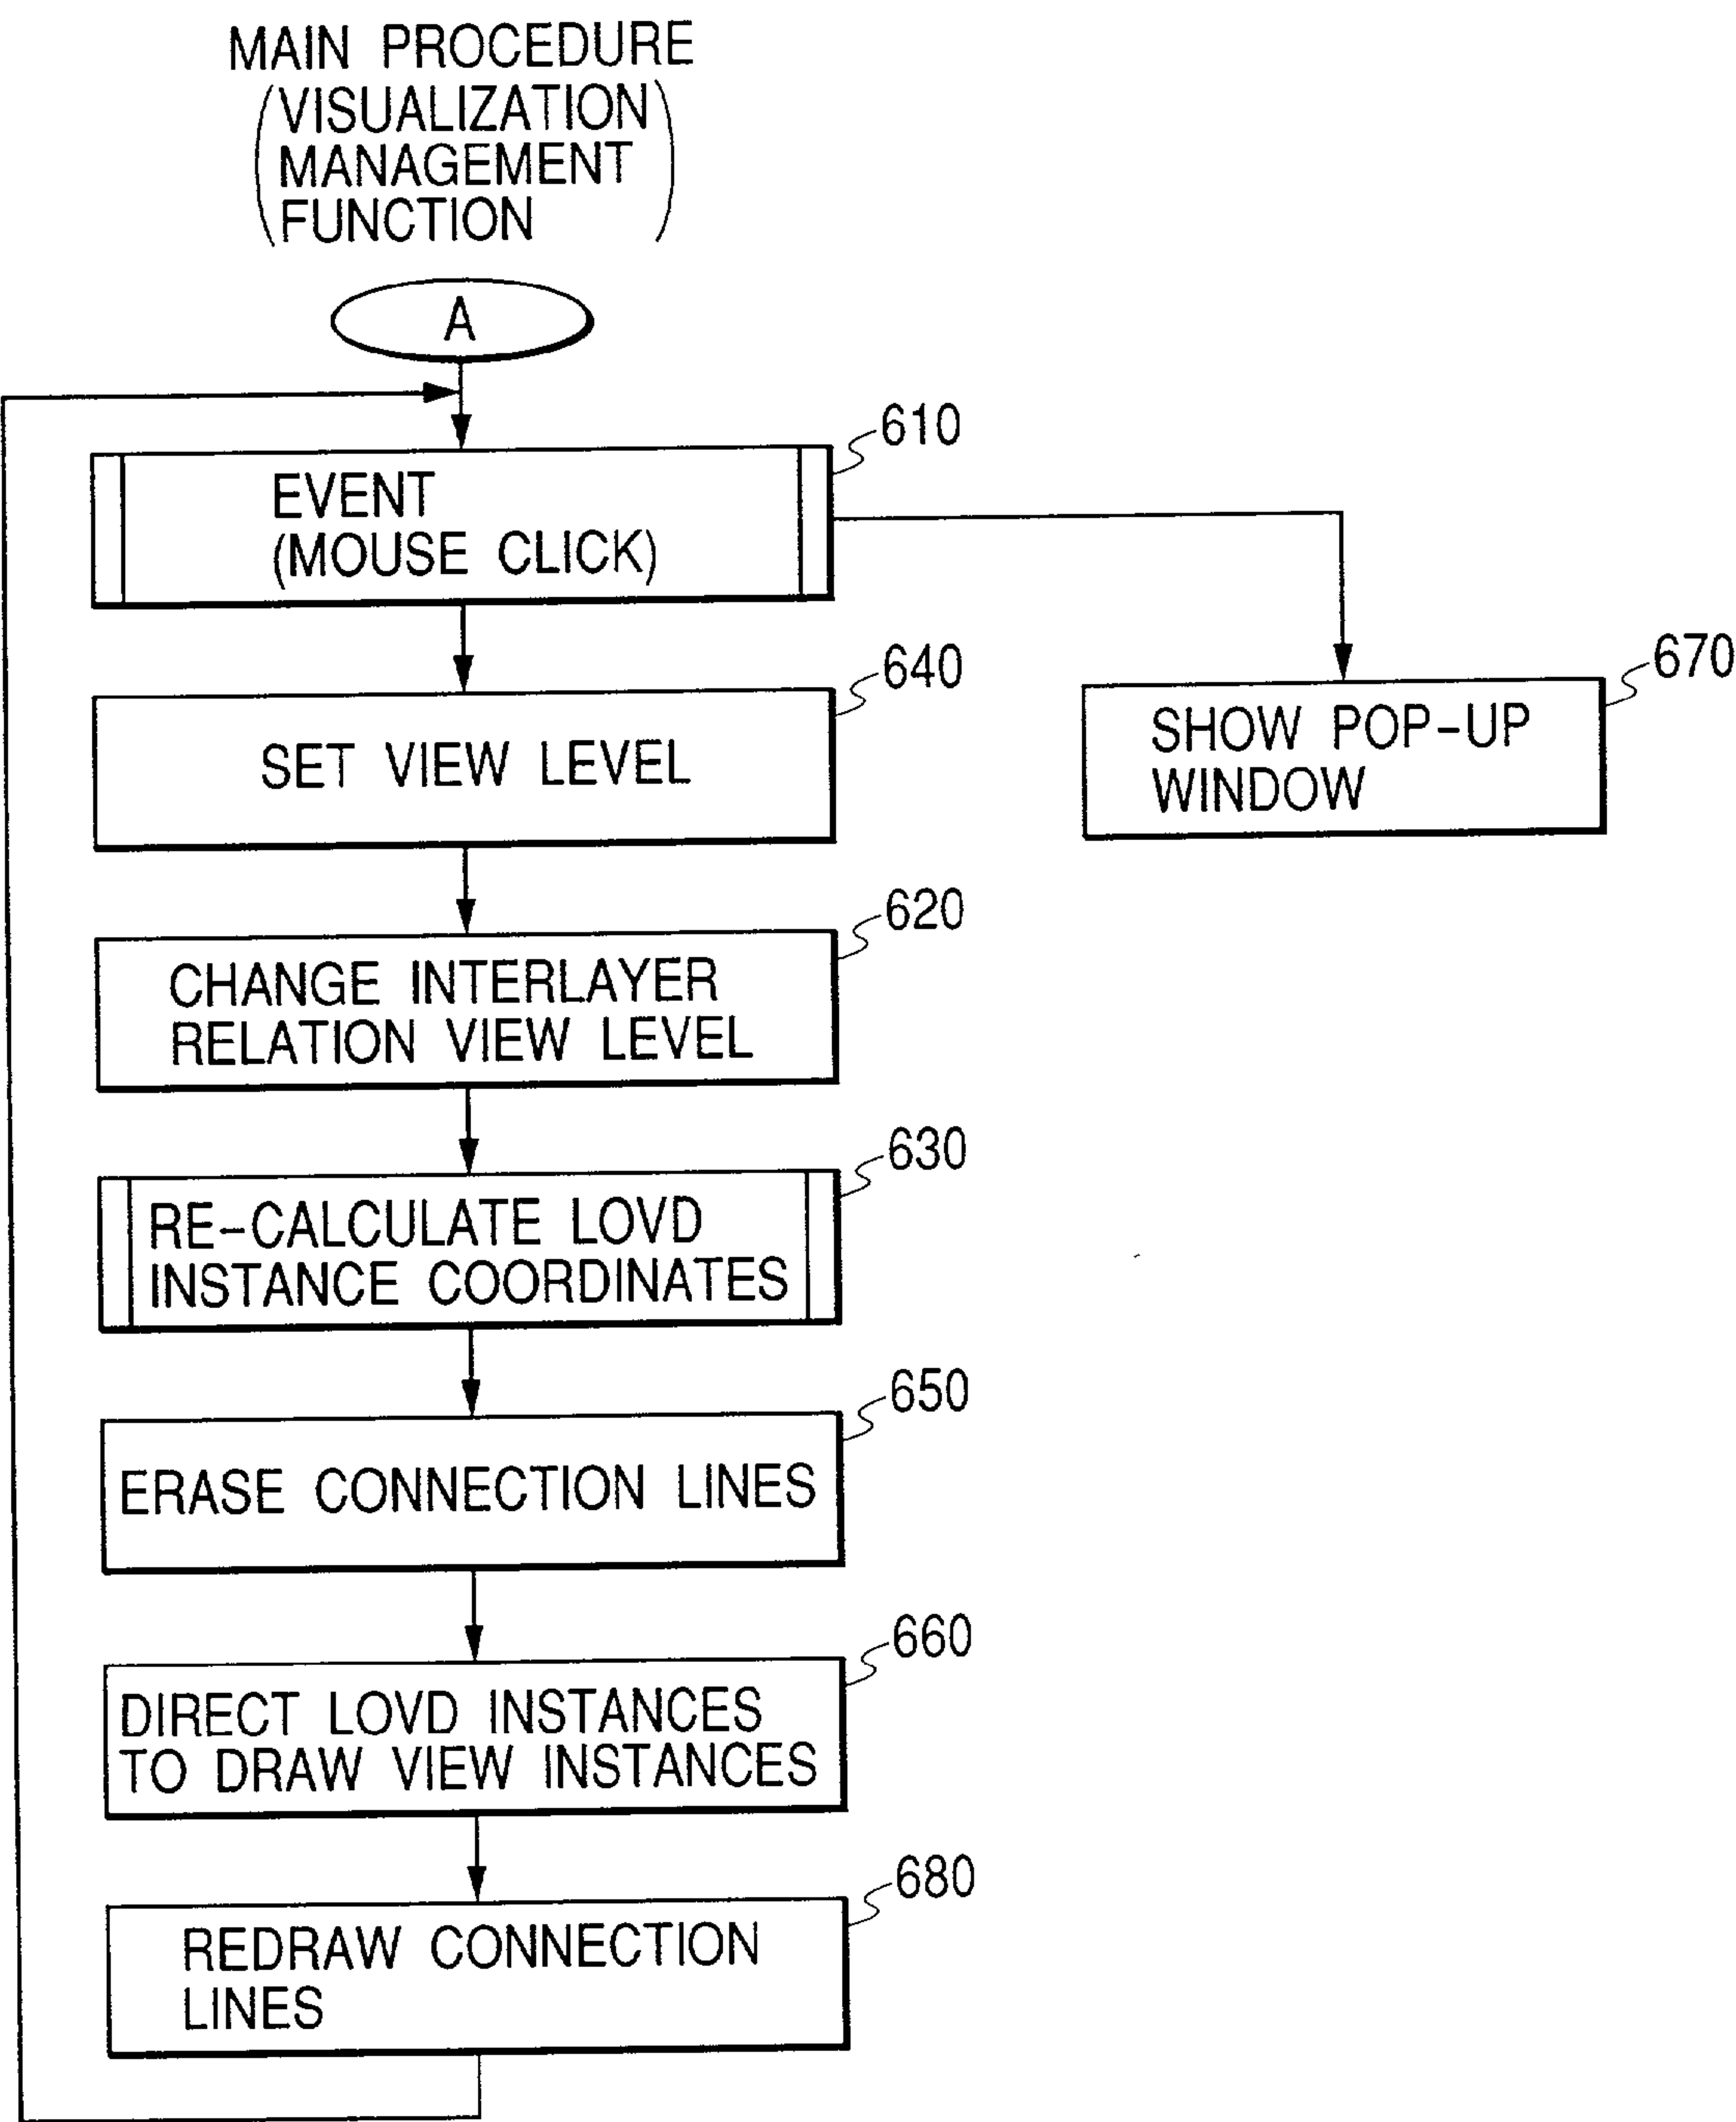 MAIN PROCEDURE
(VISUALIZATION
MANAGEMENT
FUNCTION)
A
610
EVENT
(MOUSE CLICK)
640
SET VIEW LEVEL
670
SHOW POP-UP
WINDOW
620
CHANGE INTERLAYER
RELATION VIEW LEVEL
630
RE-CALCULATE LOVD
INSTANCE COORDINATES
650
ERASE CONNECTION LINES
660
DIRECT LOVD INSTANCES
TO DRAW VIEW INSTANCES
680
REDRAW CONNECTION
LINES